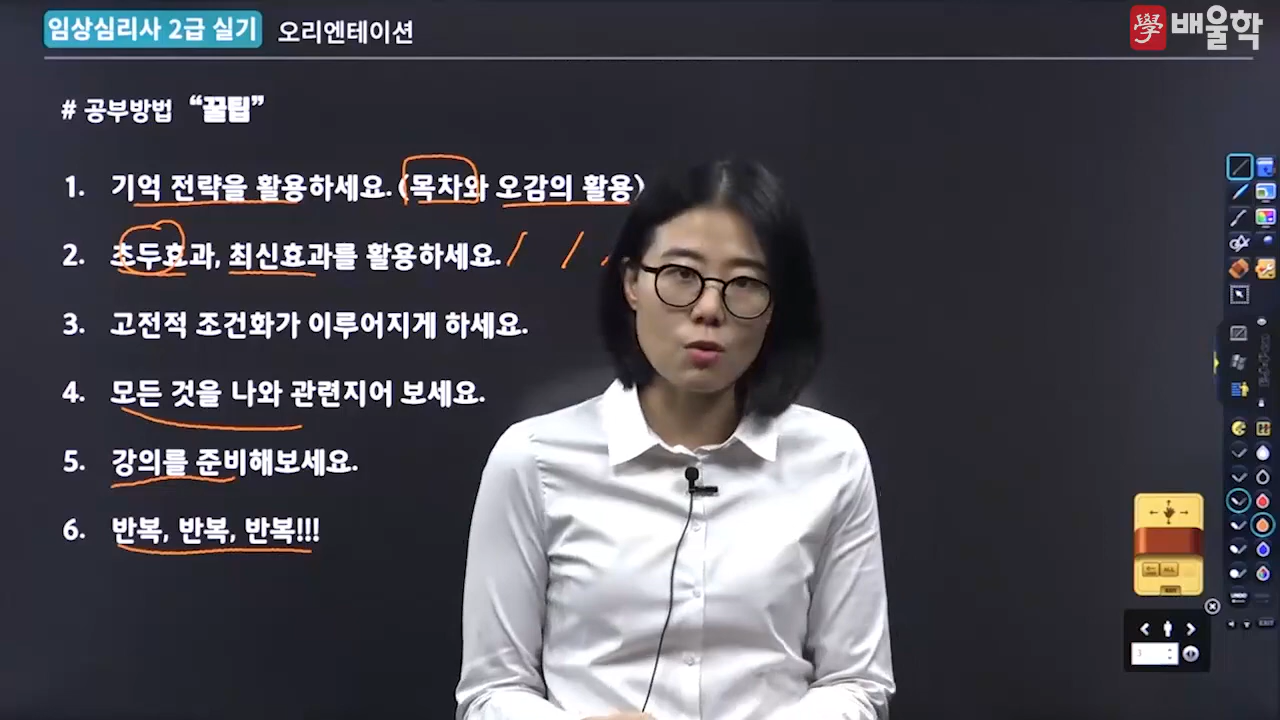 임상심리사 2급 실기 오리엔테이션
學 배울학
# 공부방법 “꿀팁”
1. 기억 전략을 활용하세요. (목차와 오감의 활용)
2. 초두효과, 최신효과를 활용하세요.
3. 고전적 조건화가 이루어지게 하세요.
4. 모든 것을 나와 관련지어 보세요.
5. 강의를 준비해보세요.
6. 반복, 반복, 반복!!!
ALL
UNDO
EXIT
3